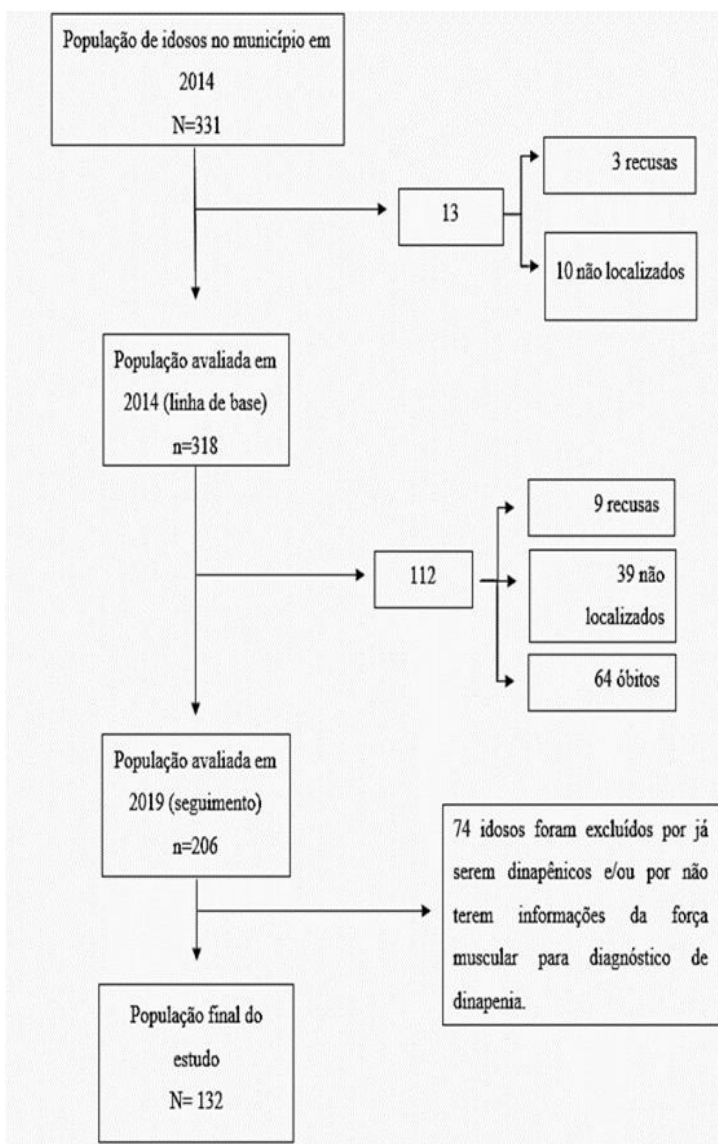 População de idosos no município em
2014
N=331
3 recusas
13
10 não localizados
População avaliada em
2014 (linha de base)
n=318
9 recusas
112
39 não
localizados
64 óbitos
População avaliada em
2019 (seguimento)
n=206
74 idosos foram excluídos por já
serem dinapênicos e/ou por não
terem informações da força
muscular para diagnóstico de
dinapenia.
População final do
estudo
N= 132